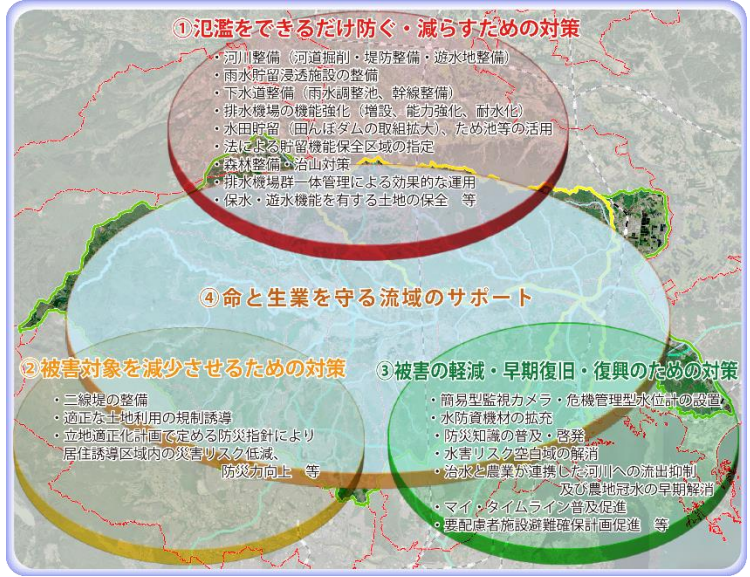 ①氾濫をできるだけ防ぐ・減らすための対策
・河川整備（河道掘削・堤防整備・遊水地整備）
・雨水貯留浸透施設の整備
・下水道整備（雨水調整池、幹線整備）
・排水機場の機能強化（増設、能力強化、耐水化）
・水田貯留（田んぼダムの取組拡大）、ため池等の活用
・法による貯留機能保全区域の指定
・森林整備・治山対策
・排水機場群一体管理による効果的な運用
・保水・遊水機能を有する土地の保全　等
④命と生業を守る流域のサポート
②被害対象を減少させるための対策
・二線堤の整備
・適正な土地利用の規制誘導
・立地適正化計画で定める防災指針により
居住誘導区域内の災害リスク低減、
防災力向上　等
③被害の軽減・早期復旧・復興のための対策
・簡易型監視カメラ・危機管理型水位計の設置
・水防資機材の拡充
・防災知識の普及・啓発
・水害リスク空白域の解消
・治水と農業が連携した河川への流出抑制
及び農地冠水の早期解消
・マイ・タイムライン普及促進
・要配慮者施設避難確保計画促進　等